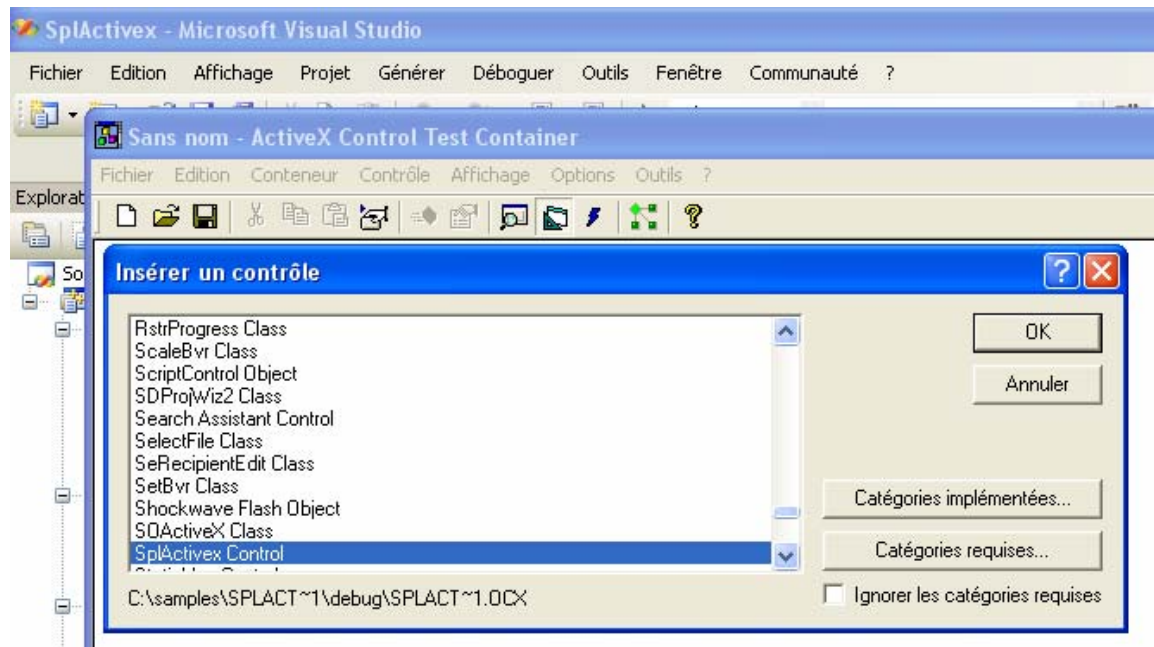 SplActivex - Microsoft Visual Studio
Fichier Edition Affichage Projet Générer Déboguer Outils Fenêtre Communauté ?
Sans nom - ActiveX Control Test Container
Fichier Edition Conteneur Contrôle Affichage Options Outils ?
Explorat
So
Insérer un contrôle
RstrProgress Class
ScaleBvr Class
ScriptControl Object
SDProjWiz2 Class
Search Assistant Control
SelectFile Class
SeRecipientEdit Class
SetBvr Class
Shockwave Flash Object
SOActiveX Class
SplActivex Control
C:\samples\SPLACT~1\debug\SPLACT~1.OCX
OK
Annuler
Catégories implémentées...
Catégories requises...
Ignorer les catégories requises